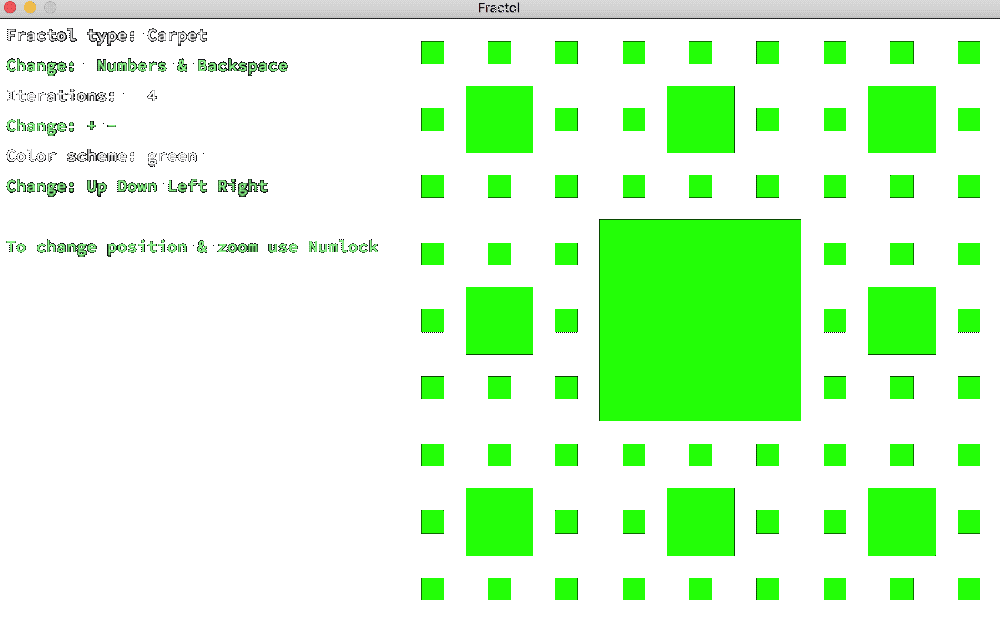 Fractol
Fractol type: Carpet
Change: Numbers & Backspace
Iterations: 4
Change: + -
Color scheme: green
Change: Up Down Left Right
To change position & zoom use Numlock